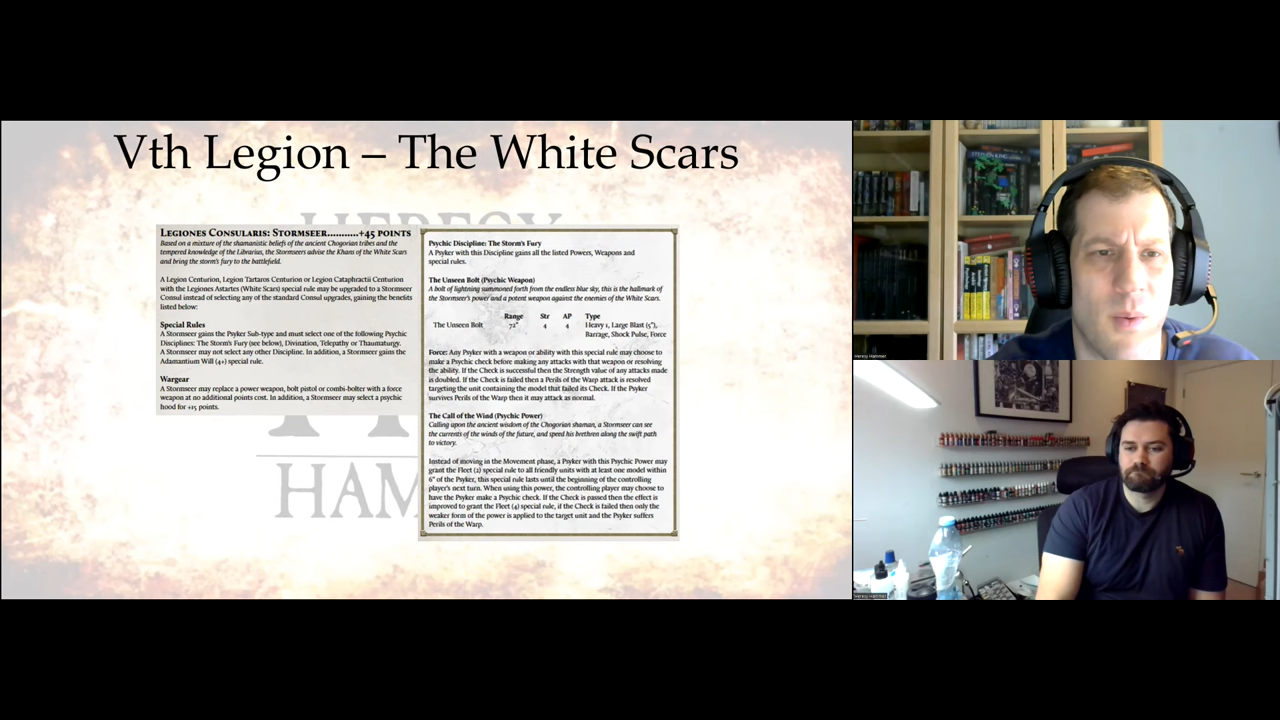 Vth Legion – The White Scars
HERESY
HAM
Legiones Consularis: Stormseer...........+45 points
Based on a mixture of the shamanistic beliefs of the ancient Chogorian tribes and the
tempered knowledge of the Librarius, the Stormseers advise the Khans of the White Scars
and bring the storm's fury to the battlefield.
A Legion Centurion, Legion Tartaros Centurion or Legion Cataphractii Centurion
with the Legiones Astartes (White Scars) special rule may be upgraded to a Stormseer
Consul instead of selecting any of the standard Consul upgrades, gaining the benefits
listed below:
Special Rules
A Stormseer gains the Psyker Sub-type and must select one of the following Psychic
Disciplines: The Storm's Fury (see below), Divination, Telepathy or Thaumaturgy.
A Stormseer may not select any other Discipline. In addition, a Stormseer gains the
Adamantium Will (4+) special rule.
Wargear
A Stormseer may replace a power weapon, bolt pistol or combi-bolter with a force
weapon at no additional points cost. In addition, a Stormseer may select a psychic
hood for +15 points.
Psychic Discipline: The Storm's Fury
A Psyker with this Discipline gains all the listed Powers, Weapons and
special rules.
The Unseen Bolt (Psychic Weapon)
A bolt of lightning summoned forth from the endless blue sky, this is the hallmark of
the Stormseer's power and a potent weapon against the enemies of the White Scars.
Range Str AP Type
The Unseen Bolt 72" 4 4 Heavy 1, Large Blast (5"),
Barrage, Shock Pulse, Force
Force: Any Psyker with a weapon or ability with this special rule may choose to
make a Psychic check before making any attacks with that weapon or resolving
the ability. If the Check is successful then the Strength value of any attacks made
is doubled. If the Check is failed then a Perils of the Warp attack is resolved
targeting the unit containing the model that failed its Check. If the Psyker
survives Perils of the Warp then it may attack as normal.
The Call of the Wind (Psychic Power)
Calling upon the ancient wisdom of the Chogorian shaman, a Stormseer can see
the currents of the winds of the future, and speed his brethren along the swift path
to victory.
Instead of moving in the Movement phase, a Psyker with this Psychic Power may
grant the Fleet (2) special rule to all friendly units with at least one model within
6" of the Psyker, this special rule lasts until the beginning of the controlling
player's next turn. When using this power, the controlling player may choose to
have the Psyker make a Psychic check. If the Check is passed then the effect is
improved to grant the Fleet (4) special rule, if the Check is failed then only the
weaker form of the power is applied to the target unit and the Psyker suffers
Perils of the Warp.